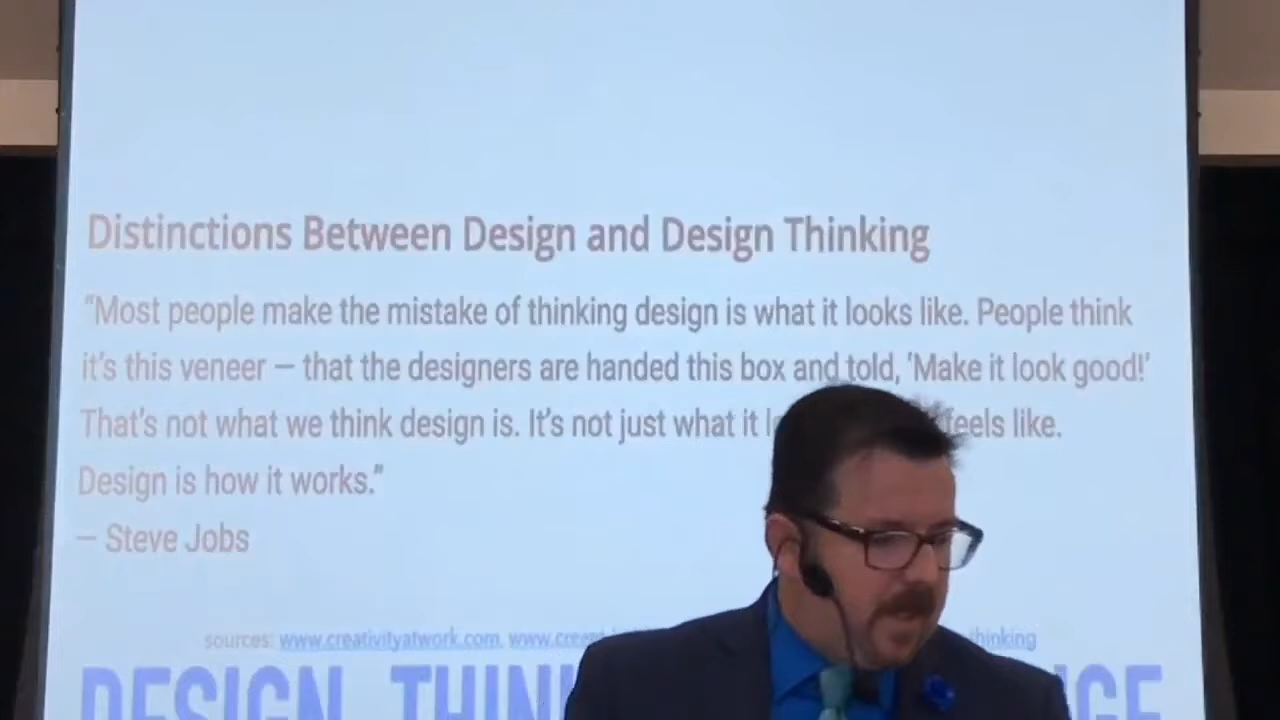 Distinctions Between Design and Design Thinking
“Most people make the mistake of thinking design is what it looks like. People think
it’s this veneer – that the designers are handed this box and told, ‘Make it look good!’
That’s not what we think design is. It’s not just what it feels like.
Design is how it works.”
– Steve Jobs
sources: www.creativityatwork.com, thinking
DESIGN